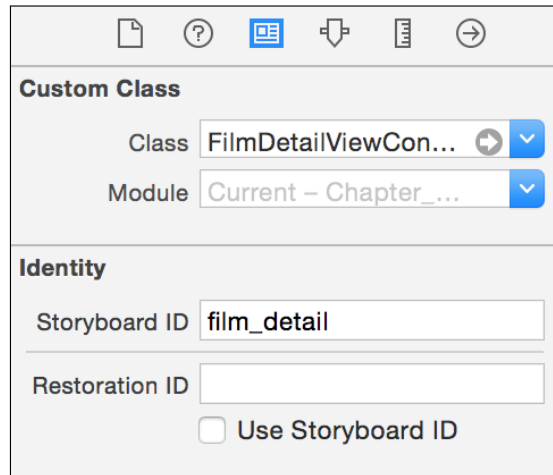 Custom Class
Class FilmDetailViewCon...
Module Current – Chapter_...
Identity
Storyboard ID film_detail
Restoration ID
Use Storyboard ID